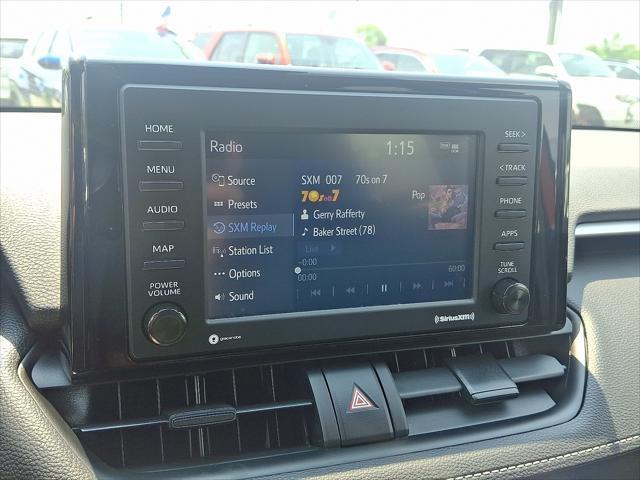 HOME
MENU
AUDIO
MAP
POWER
VOLUME
Radio
1:15
Source
Presets
SXM Replay
Station List
Options
Sound
SXM 007 70s on 7
70s on 7
Pop
Gerry Rafferty
Baker Street (78)
Live
-0:00
00:00
60:00
SEEK >
< TRACK
PHONE
APPS
TUNE
SCROLL
gracenote
SiriusXM